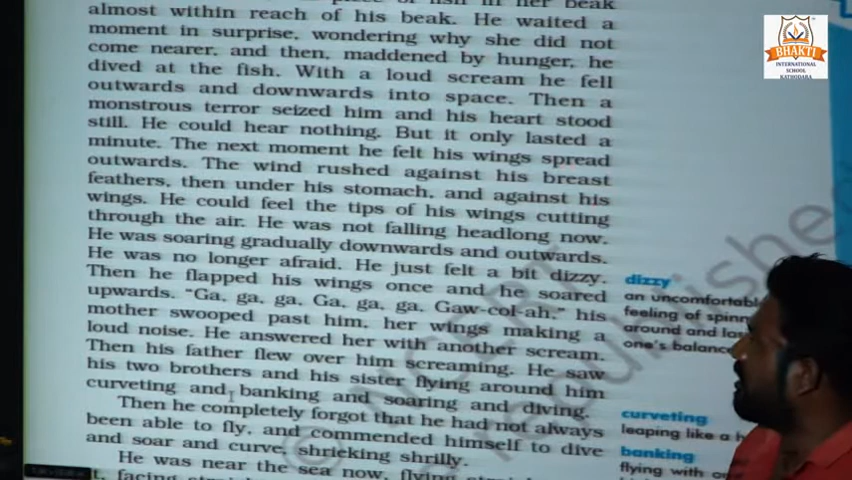 piece of fish in her beak
almost within reach of his beak. He waited a
moment in surprise, wondering why she did not
come nearer, and then, maddened by hunger, he
dived at the fish. With a loud scream he fell
outwards and downwards into space. Then a
monstrous terror seized him and his heart stood
still. He could hear nothing. But it only lasted a
minute. The next moment he felt his wings spread
outwards. The wind rushed against his breast
feathers, then under his stomach, and against his
wings. He could feel the tips of his wings cutting
through the air. He was not falling headlong now.
He was soaring gradually downwards and outwards.
He was no longer afraid. He just felt a bit dizzy.
Then he flapped his wings once and he soared
upwards. “Ga, ga, ga, Ga, ga, ga, Gaw-col-ah,” his
mother swooped past him, her wings making a
loud noise. He answered her with another scream.
Then his father flew over him screaming. He saw
his two brothers and his sister flying around him
curveting and banking and soaring and diving.
Then he completely forgot that he had not always
been able to fly, and commended himself to dive
and soar and curve, shrieking shrilly.
He was near the sea now, flying
facing
dizzy
an uncomfortabl
feeling of spinn
around and los
one's balance
curveting
leaping like a h
banking
flying with
BHAKTI
INTERNATIONAL
SCHOOL
KATHODARA
©